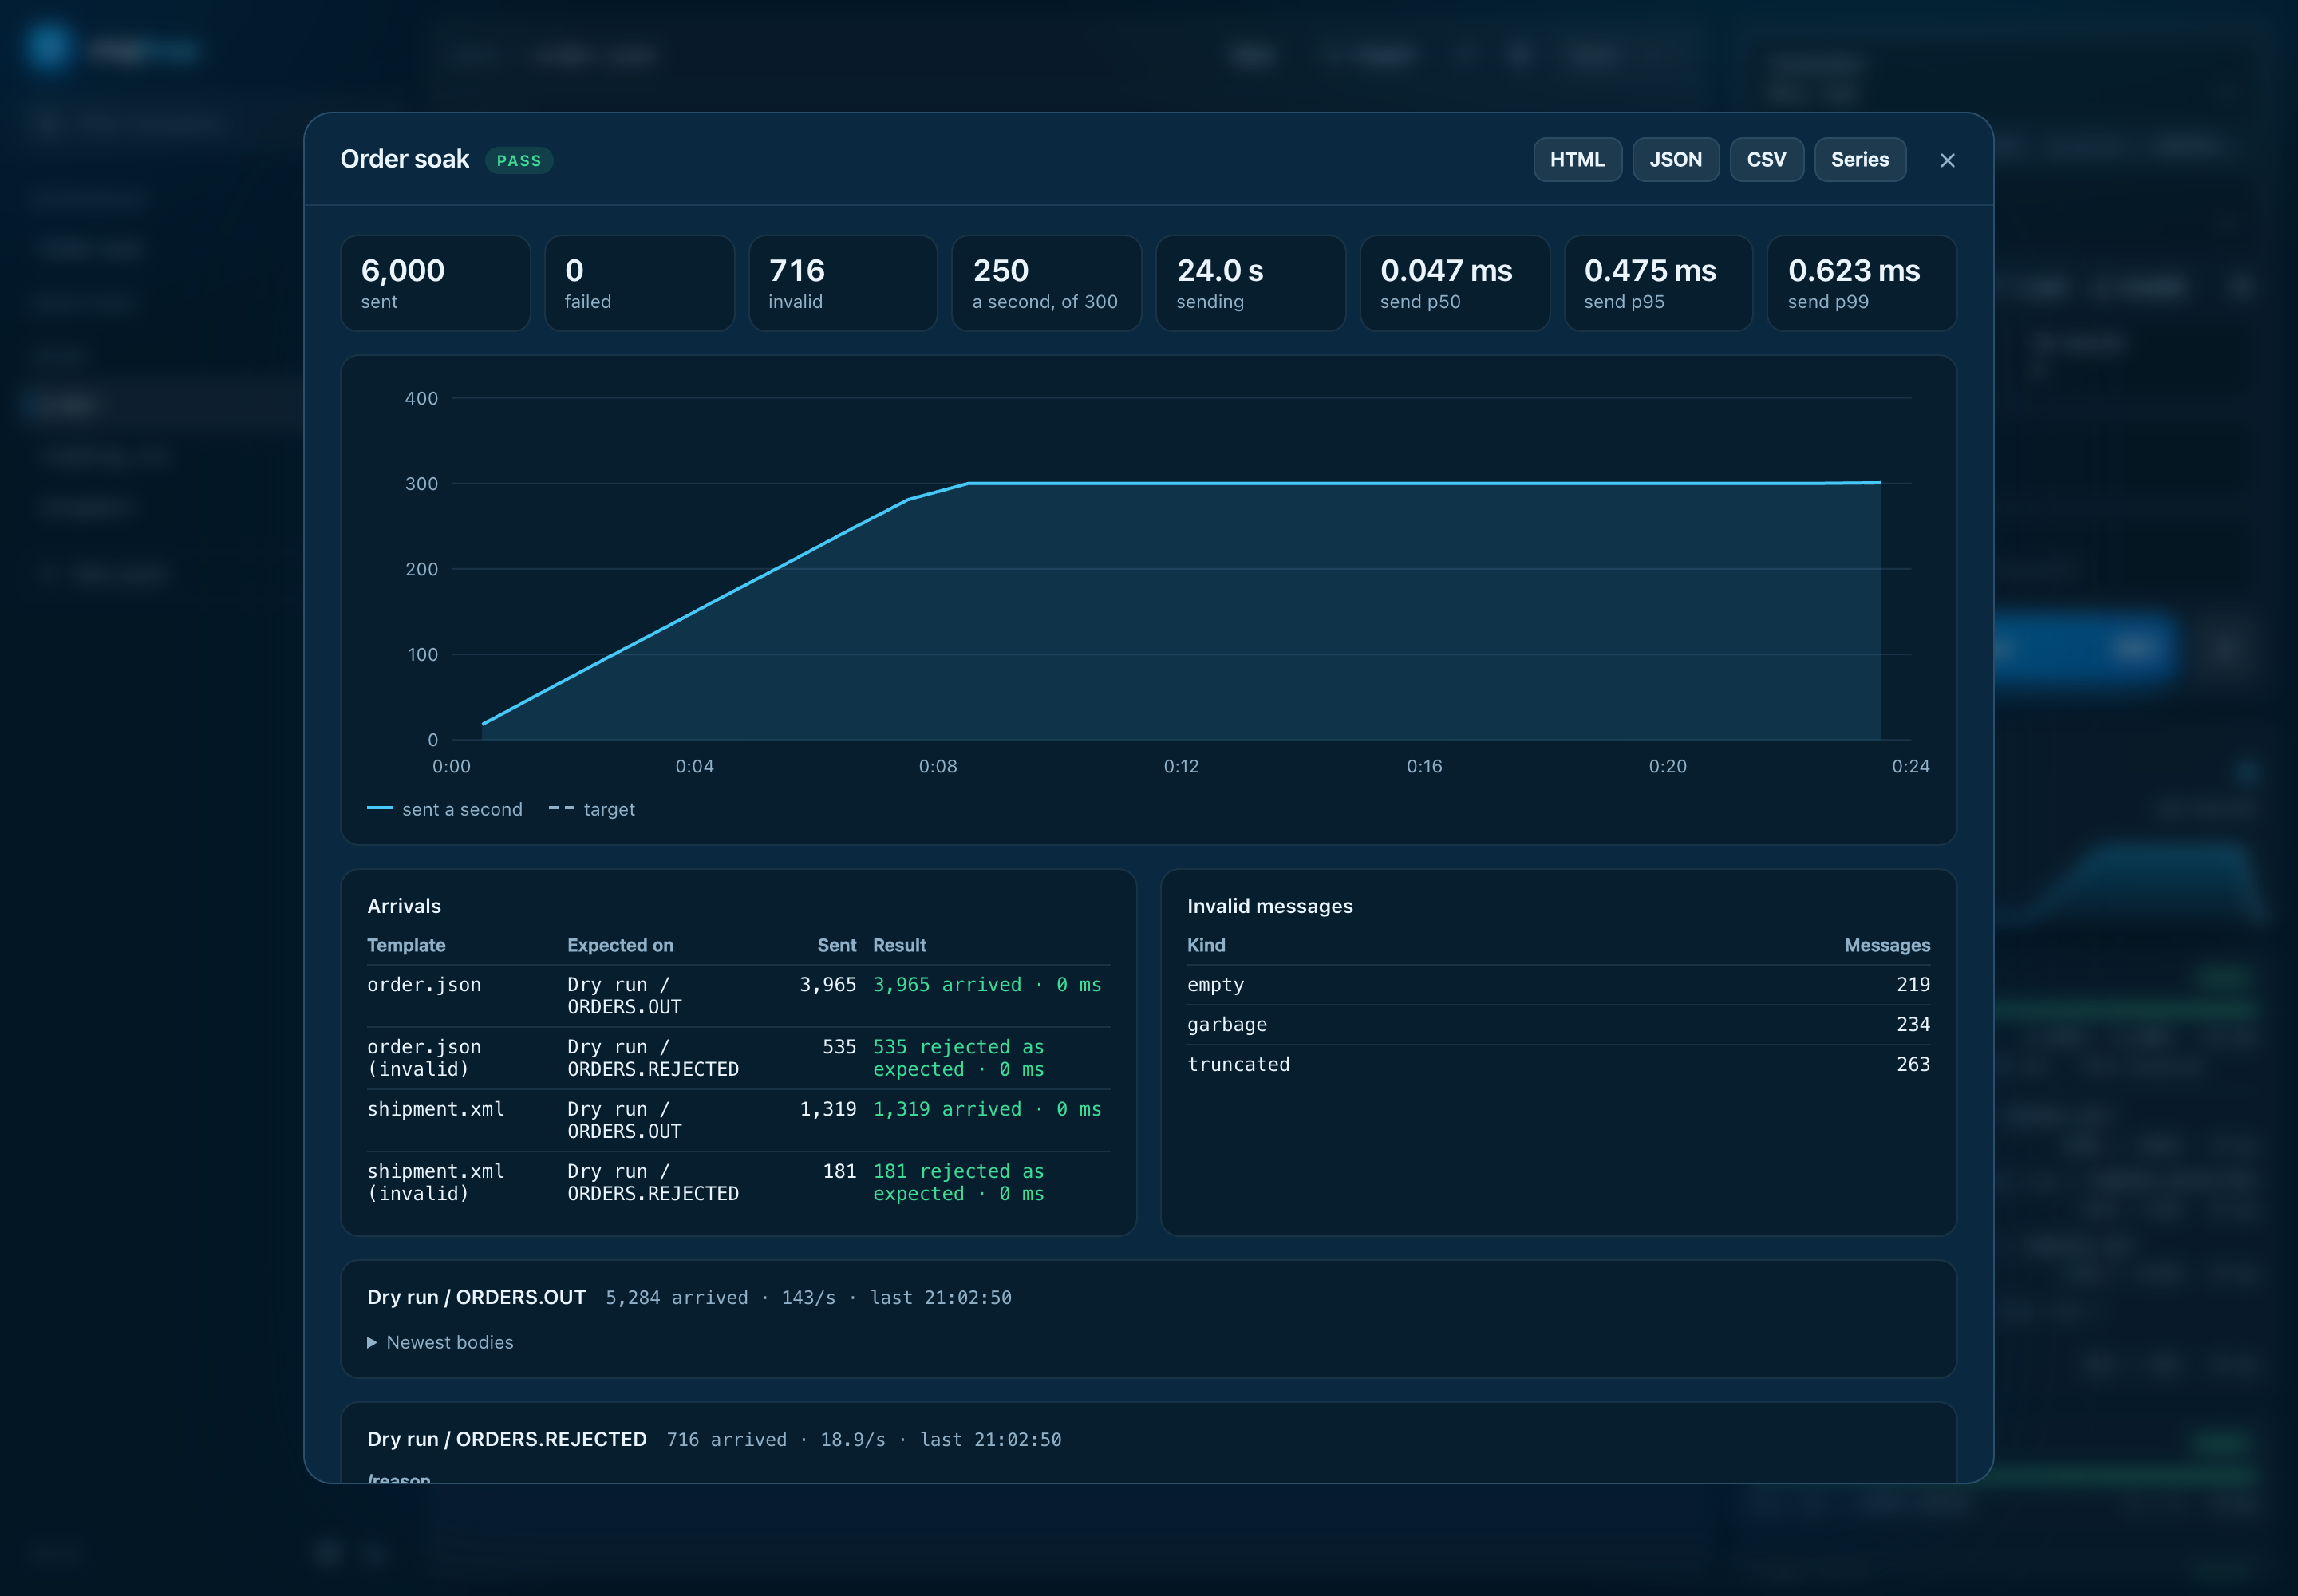 Order soak PASS HTML JSON CSV Series ×
6,000 0 716 250 24.0 s 0.047 ms 0.475 ms 0.623 ms
sent failed invalid a second, of 300 sending send p50 send p95 send p99
400
300
200
100
0
0:00 0:04 0:08 0:12 0:16 0:20 0:24
sent a second target
Arrivals
Template Expected on Sent Result
order.json Dry run / 3,965 3,965 arrived · 0 ms
ORDERS.OUT
order.json Dry run / 535 535 rejected as
(invalid) ORDERS.REJECTED expected · 0 ms
shipment.xml Dry run / 1,319 1,319 arrived · 0 ms
ORDERS.OUT
shipment.xml Dry run / 181 181 rejected as
(invalid) ORDERS.REJECTED expected · 0 ms
Invalid messages
Kind Messages
empty 219
garbage 234
truncated 263
Dry run / ORDERS.OUT 5,284 arrived · 143/s · last 21:02:50
▶ Newest bodies
Dry run / ORDERS.REJECTED 716 arrived · 18.9/s · last 21:02:50
/reason